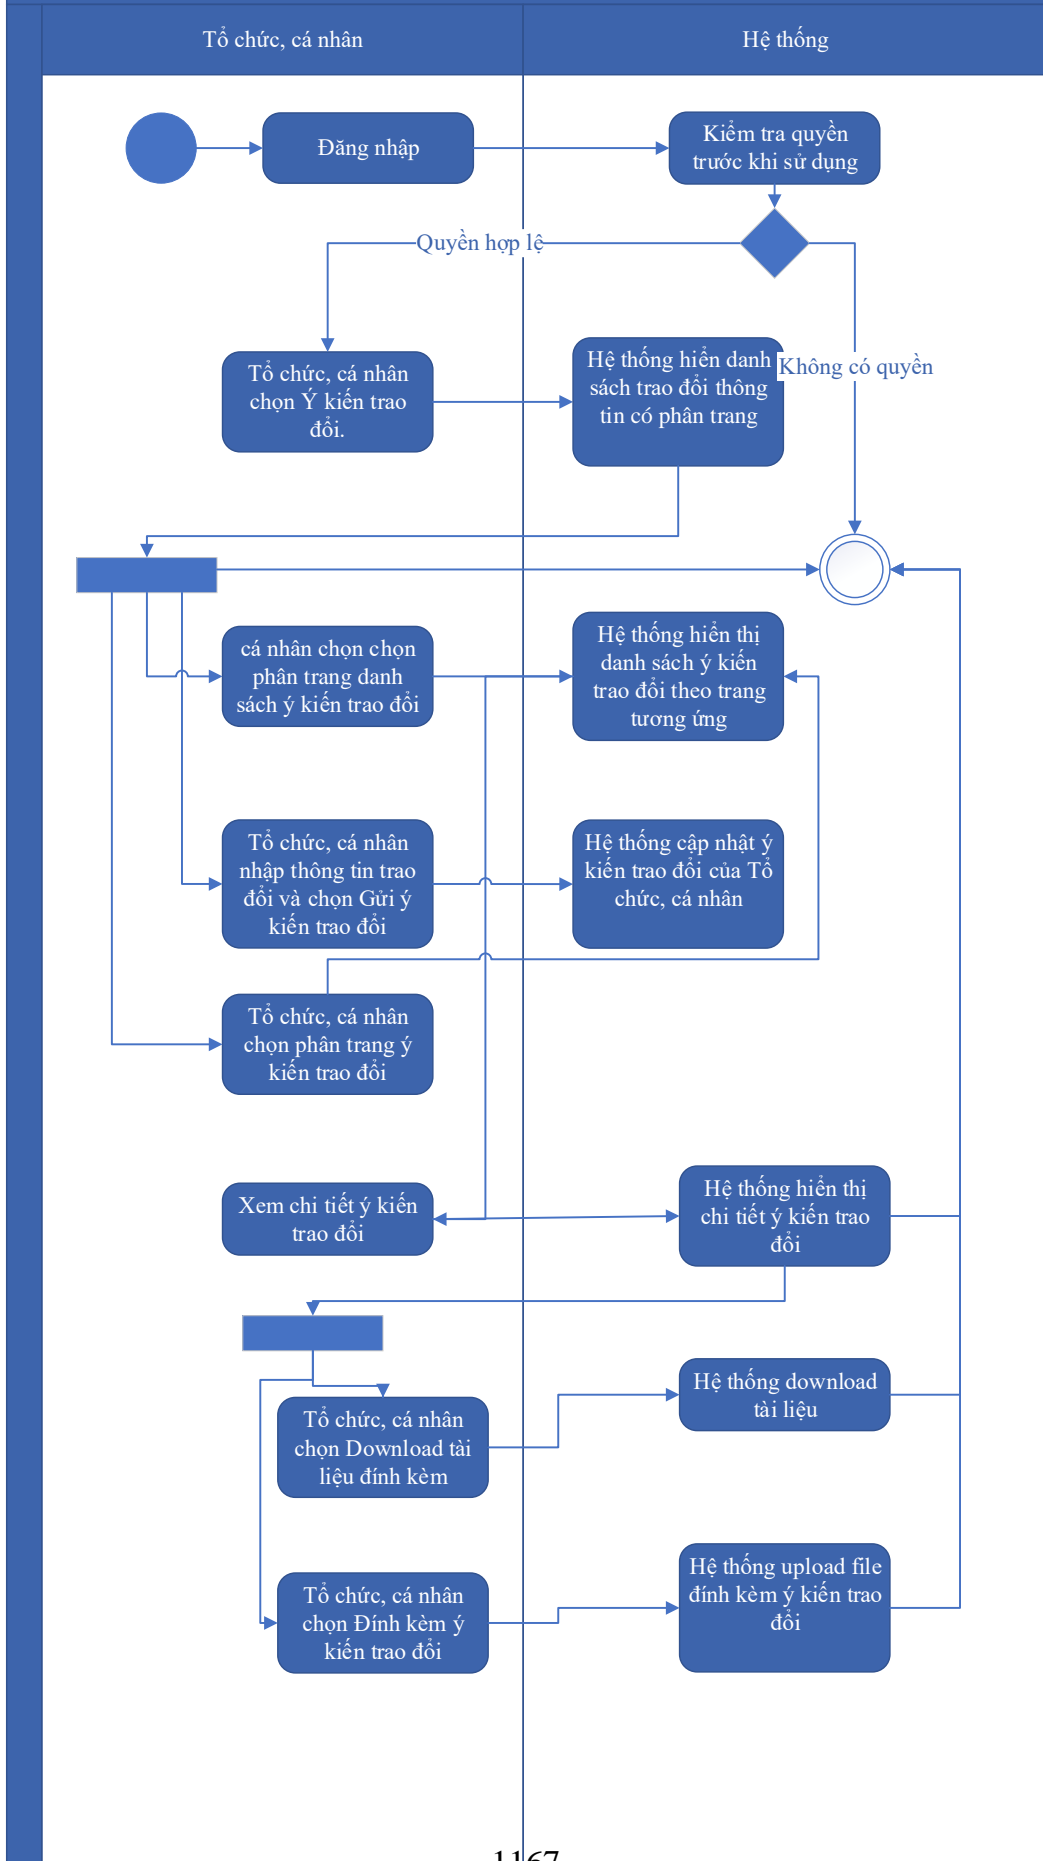 Tổ chức, cá nhân
Hệ thống
Đăng nhập
Kiểm tra quyền
trước khi sử dụng
Quyền hợp lệ
Không có quyền
Tổ chức, cá nhân
chọn Ý kiến trao
đổi.
Hệ thống hiển danh
sách trao đổi thông
tin có phân trang
cá nhân chọn chọn
phân trang danh
sách ý kiến trao đổi
Hệ thống hiển thị
danh sách ý kiến
trao đổi theo trang
tương ứng
Tổ chức, cá nhân
nhập thông tin trao
đổi và chọn Gửi ý
kiến trao đổi
Hệ thống cập nhật ý
kiến trao đổi của Tổ
chức, cá nhân
Tổ chức, cá nhân
chọn phân trang ý
kiến trao đổi
Xem chi tiết ý kiến
trao đổi
Hệ thống hiển thị
chi tiết ý kiến trao
đổi
Tổ chức, cá nhân
chọn Download tài
liệu đính kèm
Hệ thống download
tài liệu
Tổ chức, cá nhân
chọn Đính kèm ý
kiến trao đổi
Hệ thống upload file
đính kèm ý kiến trao
đổi
1167